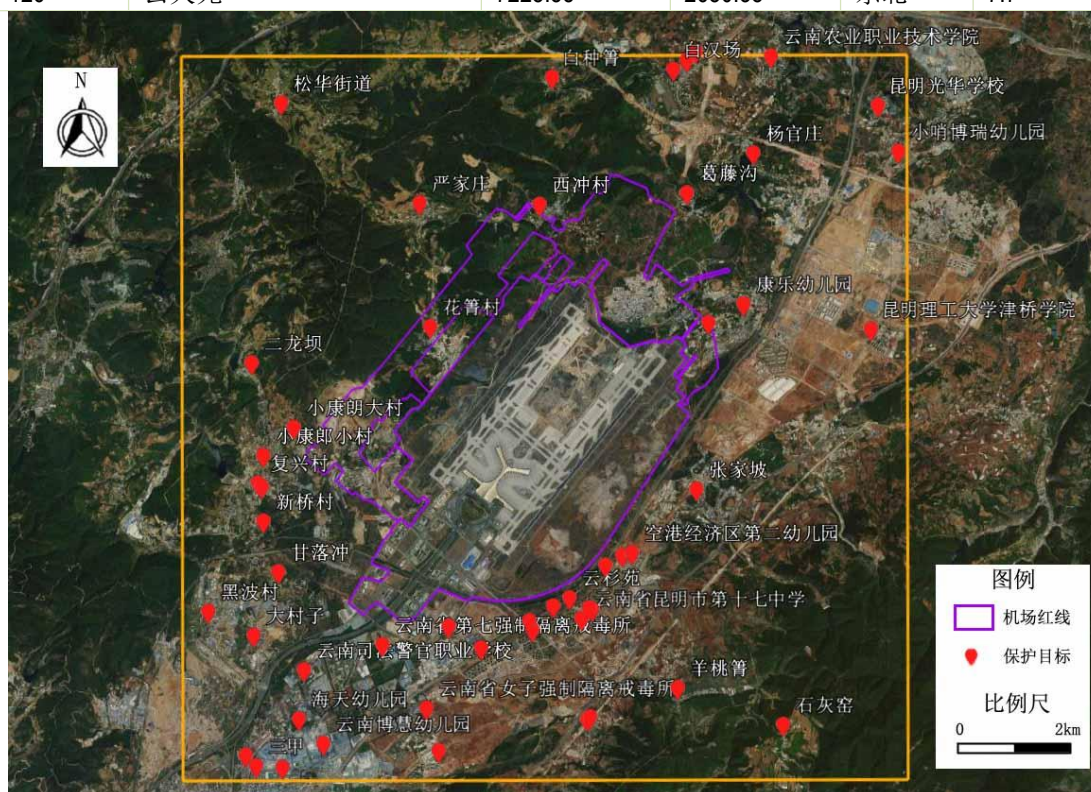 N
松华街道
白种箐
白汉场
云南农业职业技术学院
昆明光华学校
杨官庄
小哨博瑞幼儿园
严家庄
西冲村
葛藤沟
康乐幼儿园
花箐村
昆明理工大学津桥学院
二龙坝
小康朗大村
小康郎小村
复兴村
张家坡
新桥村
空港经济区第二幼儿园
甘落冲
云杉苑
黑波村
云南省昆明市第十七中学
大村子
云南省第七强制隔离戒毒所
云南司法警官职业学校
羊桃箐
云南省女子强制隔离戒毒所
海天幼儿园
石灰窑
云南博慧幼儿园
三甲
图例
机场红线
保护目标
比例尺
0 2km